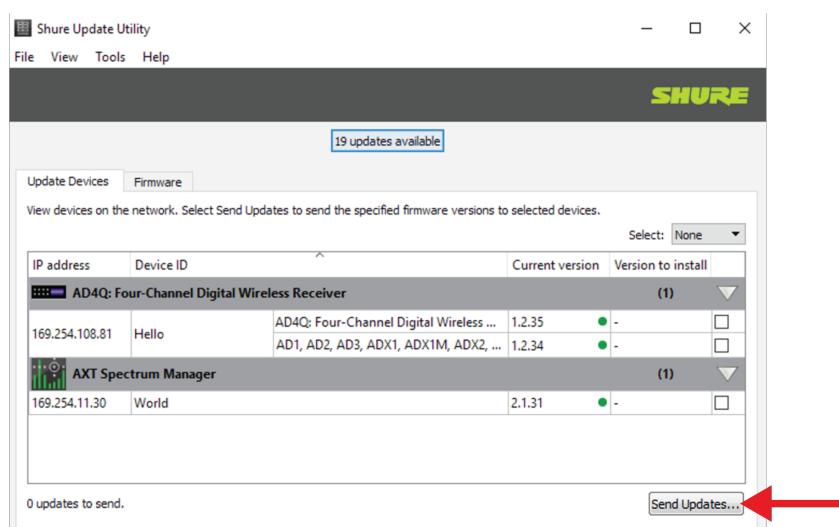 Shure Update Utility
File View Tools Help
SHURE
19 updates available
Update Devices Firmware
View devices on the network. Select Send Updates to send the specified firmware versions to selected devices.
Select: None
IP address Device ID Current version Version to install
AD4Q: Four-Channel Digital Wireless Receiver (1)
169.254.108.81 Hello AD4Q: Four-Channel Digital Wireless ... 1.2.35 -
AD1, AD2, AD3, ADX1, ADX1M, ADX2, ... 1.2.34 -
AXT Spectrum Manager (1)
169.254.11.30 World 2.1.31 -
0 updates to send. Send Updates...